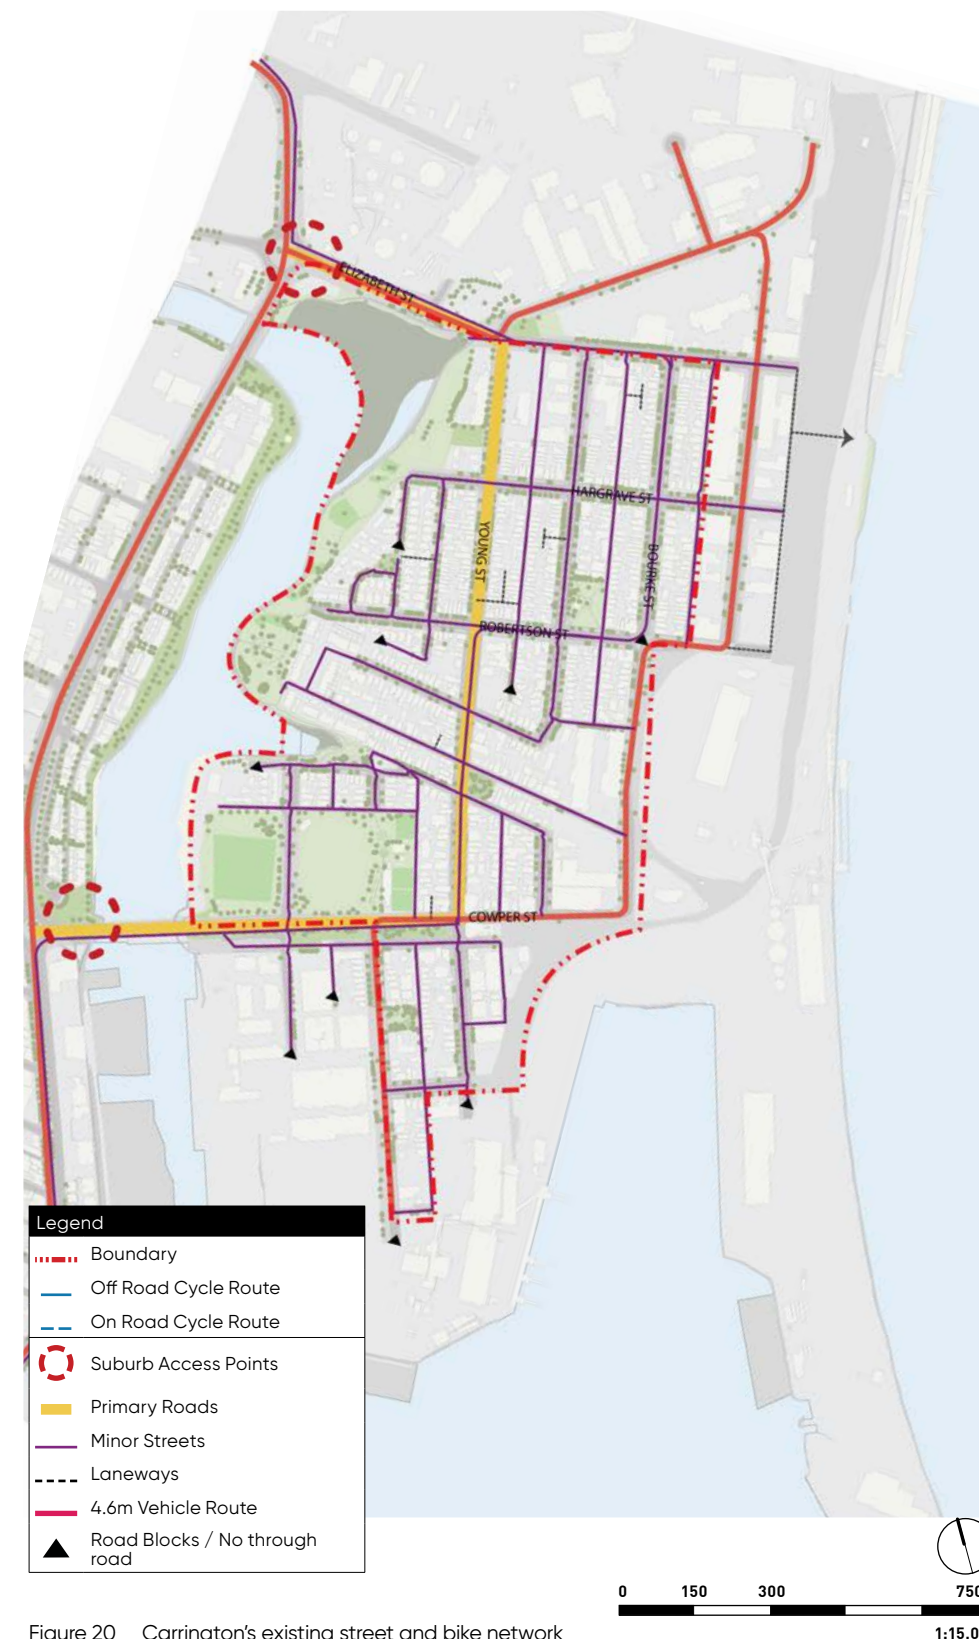 ELIZABETH ST
HARGRAVE ST
YOUNG ST
BOURKE ST
ROBERTSON ST
COWPER ST
Legend
Boundary
Off Road Cycle Route
On Road Cycle Route
Suburb Access Points
Primary Roads
Minor Streets
Laneways
4.6m Vehicle Route
Road Blocks / No through
road
0 150 300 750
1:15,0
Figure 20 Carrington's existing street and bike network